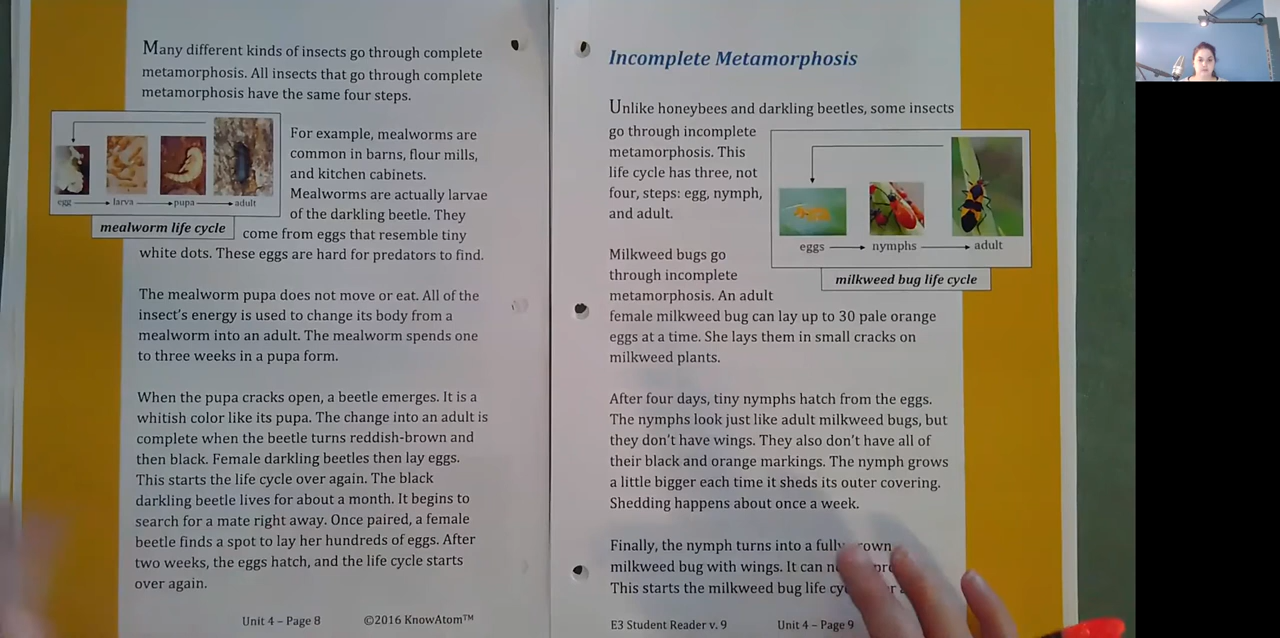 Many different kinds of insects go through complete
metamorphosis. All insects that go through complete
metamorphosis have the same four steps.
For example, mealworms are
common in barns, flour mills,
and kitchen cabinets.
Mealworms are actually larvae
of the darkling beetle. They
come from eggs that resemble tiny
white dots. These eggs are hard for predators to find.
egg larva pupa adult
mealworm life cycle
The mealworm pupa does not move or eat. All of the
insect's energy is used to change its body from a
mealworm into an adult. The mealworm spends one
to three weeks in a pupa form.
When the pupa cracks open, a beetle emerges. It is a
whitish color like its pupa. The change into an adult is
complete when the beetle turns reddish-brown and
then black. Female darkling beetles then lay eggs.
This starts the life cycle over again. The black
darkling beetle lives for about a month. It begins to
search for a mate right away. Once paired, a female
beetle finds a spot to lay her hundreds of eggs. After
two weeks, the eggs hatch, and the life cycle starts
over again.
Unit 4 – Page 8 ©2016 KnowAtom™
Incomplete Metamorphosis
Unlike honeybees and darkling beetles, some insects
go through incomplete
metamorphosis. This
life cycle has three, not
four, steps: egg, nymph,
and adult.
eggs nymphs adult
milkweed bug life cycle
Milkweed bugs go
through incomplete
metamorphosis. An adult
female milkweed bug can lay up to 30 pale orange
eggs at a time. She lays them in small cracks on
milkweed plants.
After four days, tiny nymphs hatch from the eggs.
The nymphs look just like adult milkweed bugs, but
they don't have wings. They also don't have all of
their black and orange markings. The nymph grows
a little bigger each time it sheds its outer covering.
Shedding happens about once a week.
Finally, the nymph turns into a fully
milkweed bug with wings. It can
This starts the milkweed bug life
E3 Student Reader v. 9 Unit 4 – Page 9